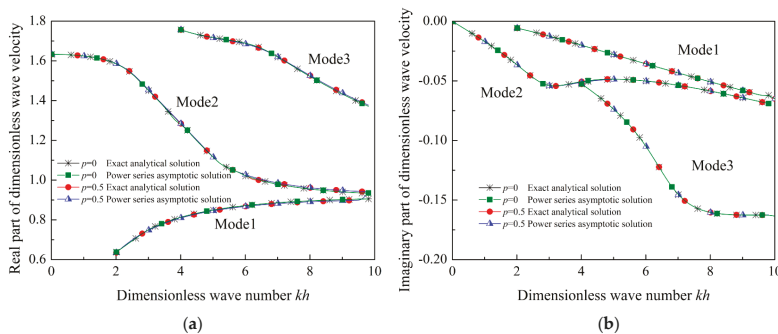 Real part of dimensionless wave velocity
1.8
1.6
1.4
1.2
1.0
0.8
0.6
Mode3
Mode2
p=0 Exact analytical solution
p=0 Power series asymptotic solution
p=0.5 Exact analytical solution
p=0.5 Power series asymptotic solution
Mode1
0 2 4 6 8 10
Dimensionless wave number kh
(a)
Imaginary part of dimensionless wave velocity
0.00
-0.05
-0.10
-0.15
-0.20
Mode1
Mode2
Mode3
p=0 Exact analytical solution
p=0 Power series asymptotic solution
p=0.5 Exact analytical solution
p=0.5 Power series asymptotic solution
0 2 4 6 8 10
Dimensionless wave number kh
(b)